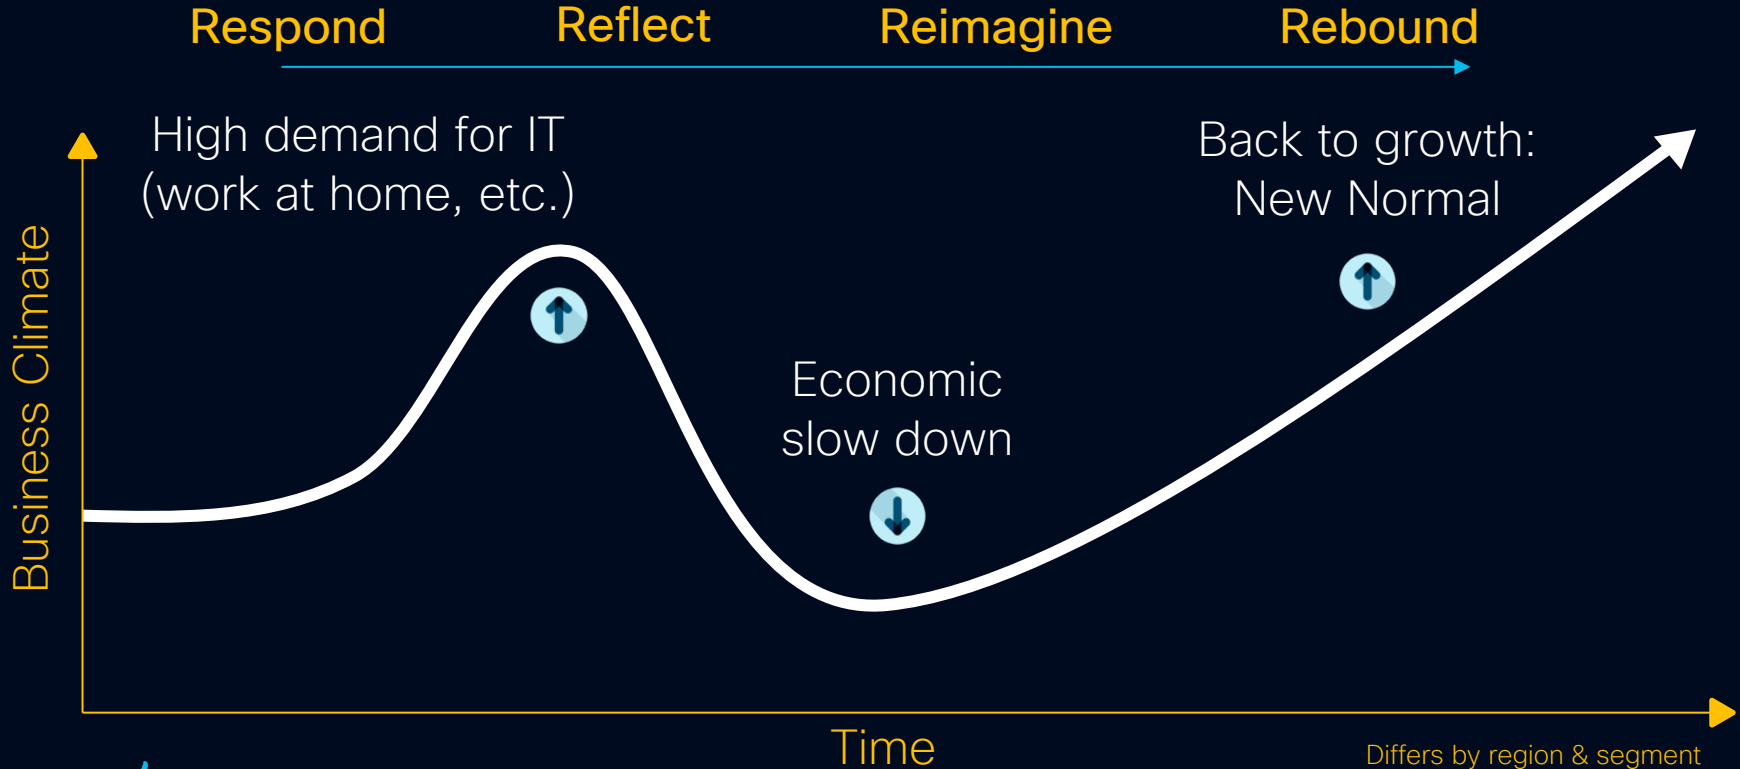 Respond
Reflect
Reimagine
Rebound
High demand for IT
(work at home, etc.)
Back to growth:
New Normal
Economic
slow down
Business Climate
Time
Differs by region & segment